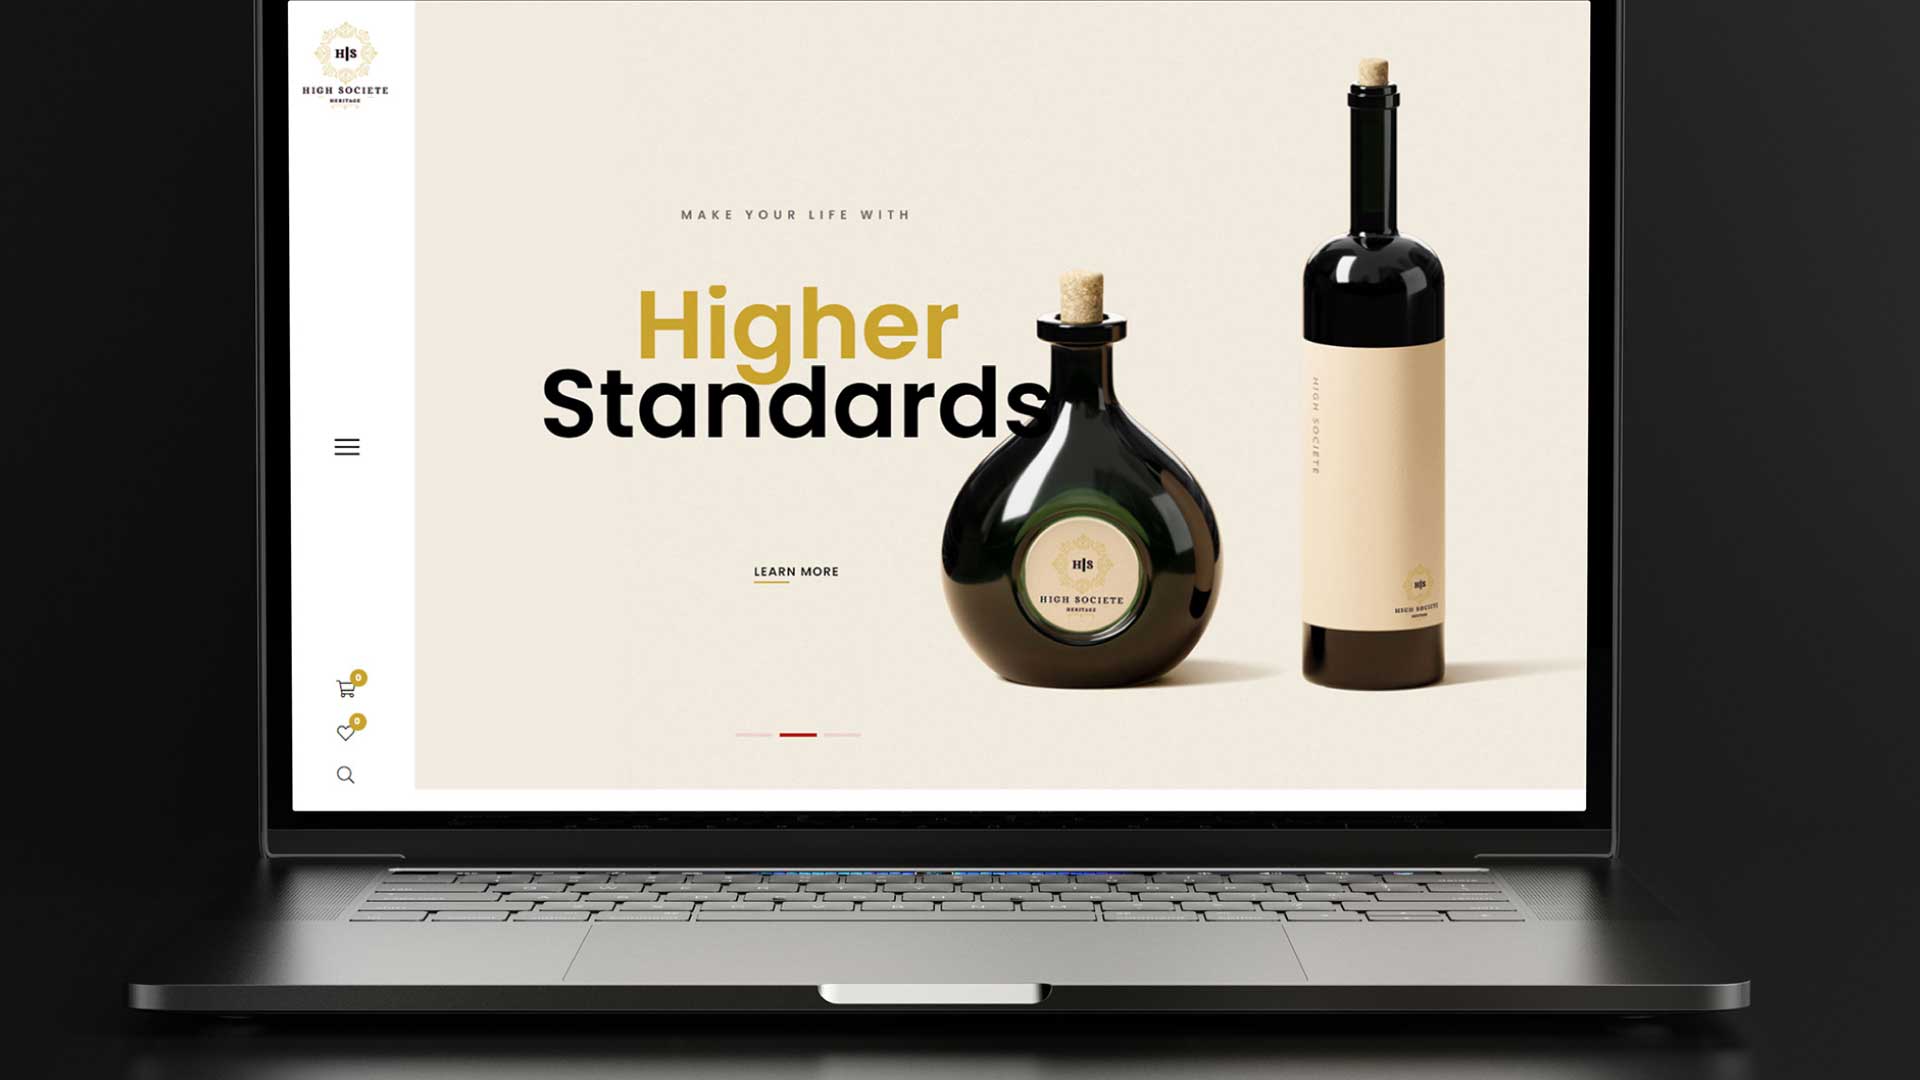 H|S
HIGH SOCIETE
HERITAGE
MAKE YOUR LIFE WITH
Higher
Standards
LEARN MORE
0
0
H|S
HIGH SOCIETE
HERITAGE
HIGH SOCIETE
H|S
HIGH SOCIETE
HERITAGE